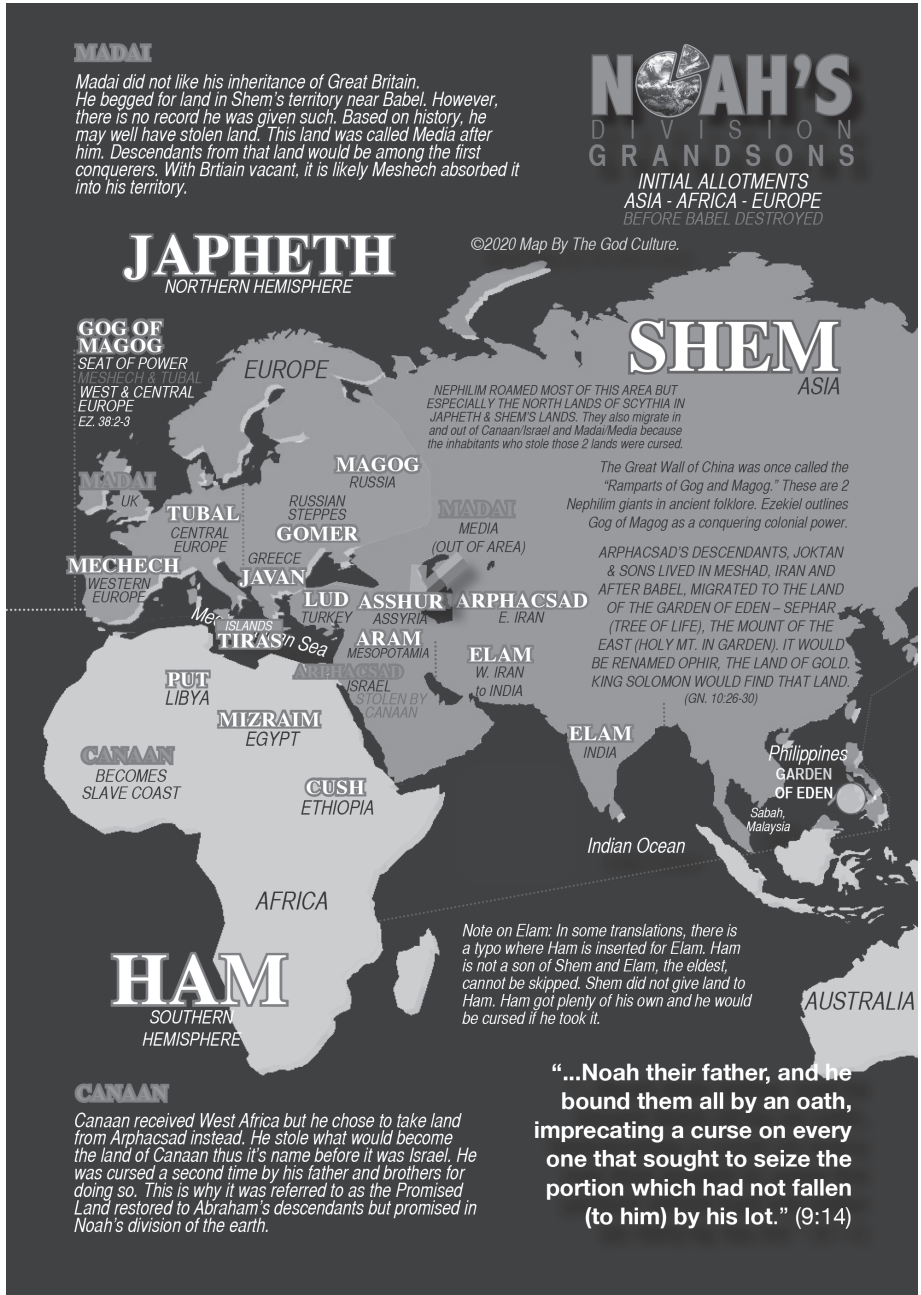 MADAI
Madai did not like his inheritance of Great Britain.
He begged for land in Shem's territory near Babel. However,
there is no record he was given such. Based on history, he
may well have stolen land. This land was called Media after
him. Descendants from that land would be among the first
conquerers. With Brtiain vacant, it is likely Meshech absorbed it
into his territory.
NOAH'S
DIVISION
GRANDSONS
INITIAL ALLOTMENTS
ASIA - AFRICA - EUROPE
BEFORE BABEL DESTROYED
©2020 Map By The God Culture.
JAPHETH
NORTHERN HEMISPHERE
GOG OF
MAGOG
SEAT OF POWER
MESHECH & TUBAL
WEST & CENTRAL
EUROPE
EZ. 38:2-3
EUROPE
SHEM
ASIA
NEPHILIM ROAMED MOST OF THIS AREA BUT
ESPECIALLY THE NORTH LANDS OF SCYTHIA IN
JAPHETH & SHEM'S LANDS. They also migrate in
and out of Canaan/Israel and Madai/Media because
the inhabitants who stole those 2 lands were cursed.
The Great Wall of China was once called the
“Ramparts of Gog and Magog.” These are 2
Nephilim giants in ancient folklore. Ezekiel outlines
Gog of Magog as a conquering colonial power.
ARPHACSAD'S DESCENDANTS, JOKTAN
& SONS LIVED IN MESHAD, IRAN AND
AFTER BABEL, MIGRATED TO THE LAND
OF THE GARDEN OF EDEN – SEPHAR
(TREE OF LIFE), THE MOUNT OF THE
EAST (HOLY MT. IN GARDEN). IT WOULD
BE RENAMED OPHIR, THE LAND OF GOLD.
KING SOLOMON WOULD FIND THAT LAND.
(GN. 10:26-30)
MAGOG
RUSSIA
MADAI
UK
TUBAL
CENTRAL
EUROPE
RUSSIAN
STEPPES
GOMER
MADAI
MEDIA
(OUT OF AREA)
MECHECH
WESTERN
EUROPE
GREECE
JAVAN
LUD
TURKEY
ASSHUR
ASSYRIA
ARPHACSAD
E. IRAN
Mediterranean Sea
ISLANDS
TIRAS
ARAM
MESOPOTAMIA
ELAM
W. IRAN
to INDIA
ARPHACSAD
ISRAEL
STOLEN BY
CANAAN
PUT
LIBYA
MIZRAIM
EGYPT
ELAM
INDIA
CANAAN
BECOMES
SLAVE COAST
CUSH
ETHIOPIA
Philippines
GARDEN
OF EDEN
Sabah,
Malaysia
Indian Ocean
AFRICA
HAM
SOUTHERN
HEMISPHERE
Note on Elam: In some translations, there is
a typo where Ham is inserted for Elam. Ham
is not a son of Shem and Elam, the eldest,
cannot be skipped. Shem did not give land to
Ham. Ham got plenty of his own and he would
be cursed if he took it.
AUSTRALIA
CANAAN
Canaan received West Africa but he chose to take land
from Arphacsad instead. He stole what would become
the land of Canaan thus it's name before it was Israel. He
was cursed a second time by his father and brothers for
doing so. This is why it was referred to as the Promised
Land restored to Abraham's descendants but promised in
Noah's division of the earth.
“...Noah their father, and he
bound them all by an oath,
imprecating a curse on every
one that sought to seize the
portion which had not fallen
(to him) by his lot.” (9:14)